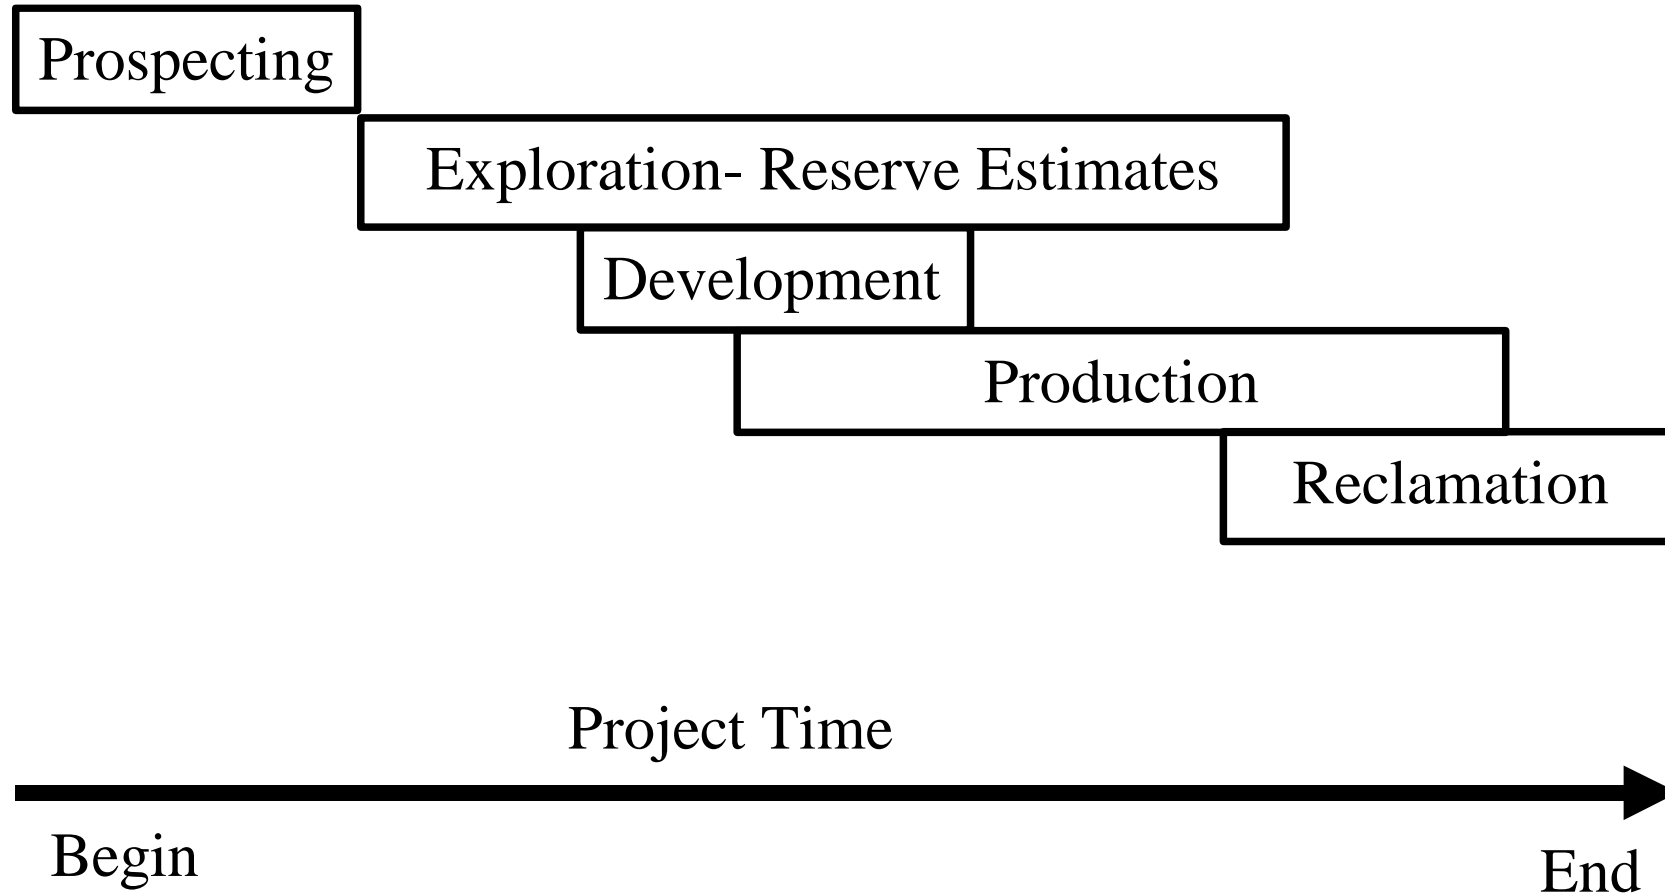 Prospecting
Exploration- Reserve Estimates
Development
Production
Reclamation
Project Time
Begin
End